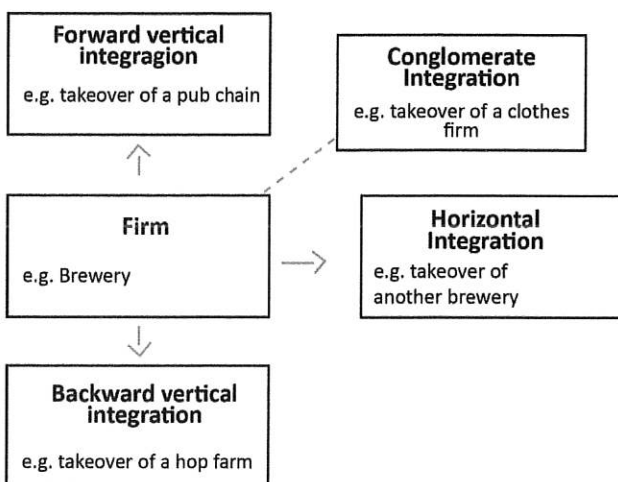 Forward vertical
integragion
e.g. takeover of a pub chain
Conglomerate
Integration
e.g. takeover of a clothes
firm
Firm
e.g. Brewery
Horizontal
Integration
e.g. takeover of
another brewery
Backward vertical
integration
e.g. takeover of a hop farm